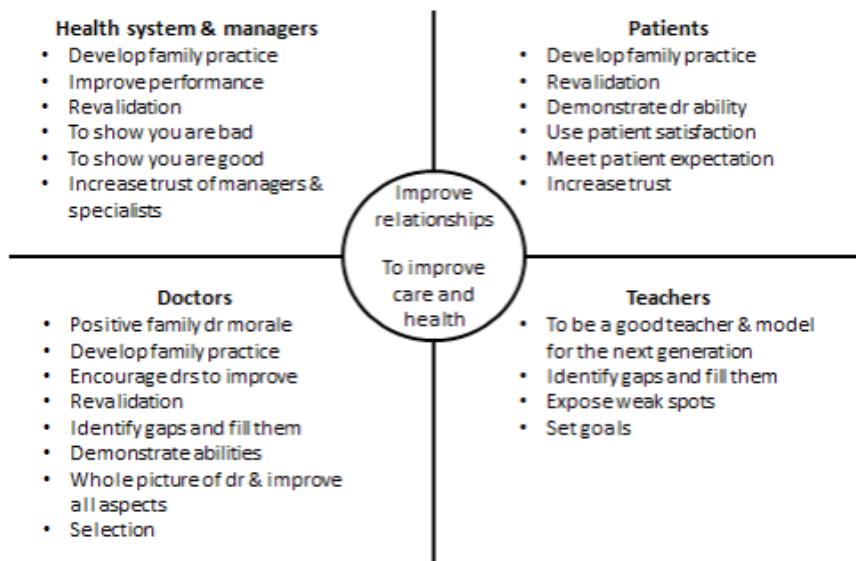 Health system & managers
• Develop family practice
• Improve performance
• Revalidation
• To show you are bad
• To show you are good
• Increase trust of managers &
specialists
Patients
• Develop family practice
• Revalidation
• Demonstrate dr ability
• Use patient satisfaction
• Meet patient expectation
• Increase trust
Improve
relationships
To improve
care and
health
Doctors
• Positive family dr morale
• Develop family practice
• Encourage drs to improve
• Revalidation
• Identify gaps and fill them
• Demonstrate abilities
• Whole picture of dr & improve
all aspects
• Selection
Teachers
• To be a good teacher & model
for the next generation
• Identify gaps and fill them
• Expose weak spots
• Set goals